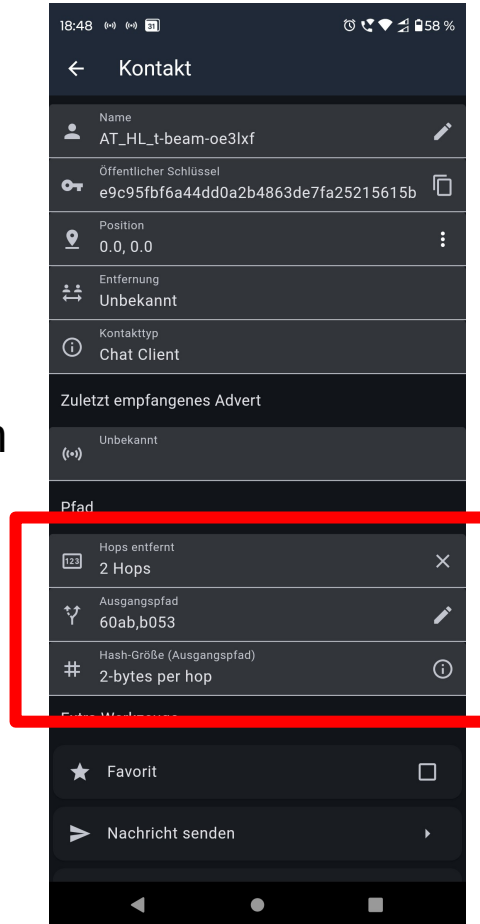 18:48 31 58 %
Kontakt
Name
AT_HL_t-beam-oe3lxf
Öffentlicher Schlüssel
e9c95fbf6a44dd0a2b4863de7fa25215615b
Position
0.0, 0.0
Entfernung
Unbekannt
Kontakttyp
Chat Client
Zuletzt empfangenes Advert
Unbekannt
Pfad
123
Hops entfernt
2 Hops
Ausgangspfad
60ab,b053
Hash-Größe (Ausgangspfad)
2-bytes per hop
Favorit
Nachricht senden